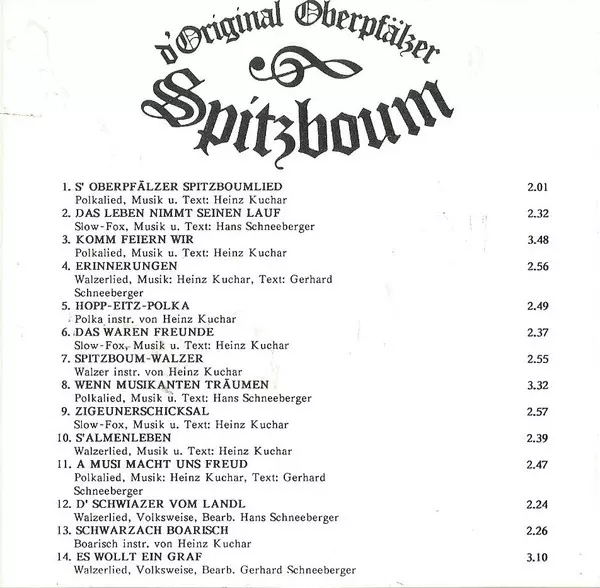 d'Original Oberpfälzer
Spitzboum
1. S' OBERPFÄLZER SPITZBOUMLIED 2.01
Polkalied, Musik u. Text: Heinz Kuchar
2. DAS LEBEN NIMMT SEINEN LAUF 2.32
Slow-Fox, Musik u. Text: Hans Schneeberger
3. KOMM FEIERN WIR 3.48
Polkalied, Musik u. Text: Heinz Kuchar
4. ERINNERUNGEN 2.56
Walzerlied, Musik: Heinz Kuchar, Text: Gerhard
Schneeberger
5. HOPP-EITZ-POLKA 2.49
Polka instr. von Heinz Kuchar
6. DAS WAREN FREUNDE 2.37
Slow-Fox, Musik u. Text: Heinz Kuchar
7. SPITZBOUM-WALZER 2.55
Walzer instr. von Heinz Kuchar
8. WENN MUSIKANTEN TRÄUMEN 3.32
Polkalied, Musik u. Text: Hans Schneeberger
9. ZIGEUNERSCHICKSAL 2.57
Slow-Fox, Musik u. Text: Heinz Kuchar
10. S'ALMENLEBEN 2.39
Walzerlied, Musik u. Text: Heinz Kuchar
11. A MUSI MACHT UNS FREUD 2.47
Polkalied, Musik: Heinz Kuchar, Text: Gerhard
Schneeberger
12. D' SCHWIAZER VOM LANDL 2.24
Walzerlied, Volksweise, Bearb. Hans Schneeberger
13. SCHWARZACH BOARISCH 2.26
Boarisch instr. von Heinz Kuchar
14. ES WOLLT EIN GRAF 3.10
Walzerlied, Volksweise, Bearb. Gerhard Schneeberger